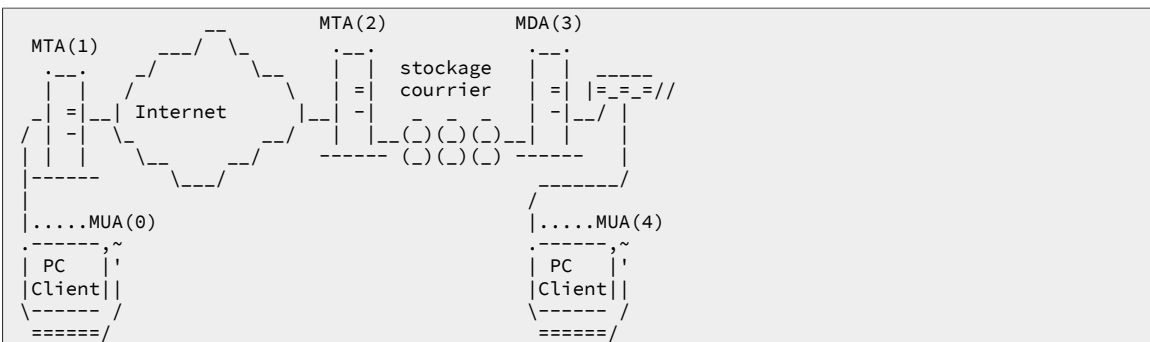 MTA(2) MDA(3)
MTA(1)
stockage
courrier
Internet
MUA(0) MUA(4)
PC PC
Client Client